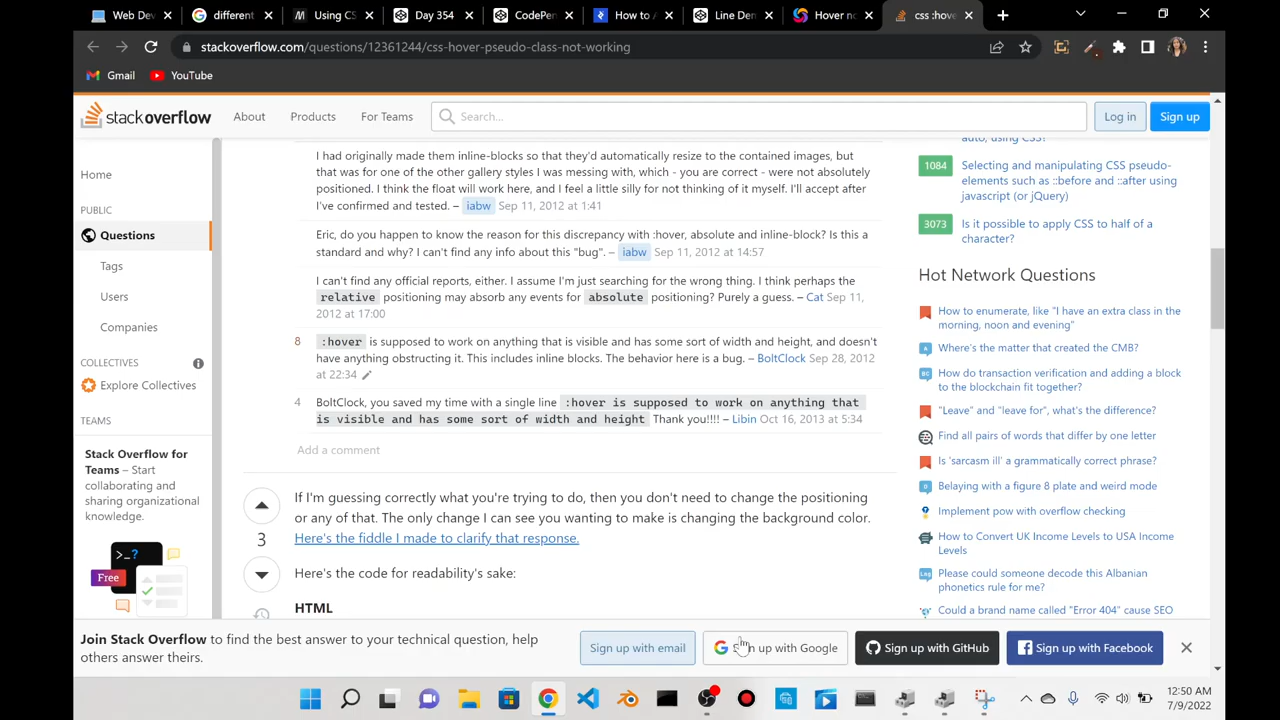 Web Dev
different
Using CS
Day 354
CodePen
How to A
Line Den
Hover no
css :hove
stackoverflow.com/questions/12361244/css-hover-pseudo-class-not-working
Gmail
YouTube
stackoverflow
About
Products
For Teams
Search...
Log in
Sign up
Home
PUBLIC
Questions
Tags
Users
Companies
COLLECTIVES
Explore Collectives
TEAMS
Stack Overflow for
Teams – Start
collaborating and
sharing organizational
knowledge.
>_?
Free
I had originally made them inline-blocks so that they'd automatically resize to the contained images, but
that was for one of the other gallery styles I was messing with, which - you are correct - were not absolutely
positioned. I think the float will work here, and I feel a little silly for not thinking of it myself. I'll accept after
I've confirmed and tested. – iabw Sep 11, 2012 at 1:41
Eric, do you happen to know the reason for this discrepancy with :hover, absolute and inline-block? Is this a
standard and why? I can't find any info about this "bug". – iabw Sep 11, 2012 at 14:57
I can't find any official reports, either. I assume I'm just searching for the wrong thing. I think perhaps the
relative positioning may absorb any events for absolute positioning? Purely a guess. – Cat Sep 11,
2012 at 17:00
8 :hover is supposed to work on anything that is visible and has some sort of width and height, and doesn't
have anything obstructing it. This includes inline blocks. The behavior here is a bug. – BoltClock Sep 28, 2012
at 22:34
4 BoltClock, you saved my time with a single line :hover is supposed to work on anything that
is visible and has some sort of width and height Thank you!!!! – Libin Oct 16, 2013 at 5:34
Add a comment
If I'm guessing correctly what you're trying to do, then you don't need to change the positioning
or any of that. The only change I can see you wanting to make is changing the background color.
3
Here's the fiddle I made to clarify that response.
Here's the code for readability's sake:
HTML
auto, using CSS?
1084 Selecting and manipulating CSS pseudo-
elements such as ::before and ::after using
javascript (or jQuery)
3073 Is it possible to apply CSS to half of a
character?
Hot Network Questions
How to enumerate, like "I have an extra class in the
morning, noon and evening"
Where's the matter that created the CMB?
How do transaction verification and adding a block
to the blockchain fit together?
"Leave" and "leave for", what's the difference?
Find all pairs of words that differ by one letter
Is 'sarcasm ill' a grammatically correct phrase?
Belaying with a figure 8 plate and weird mode
Implement pow with overflow checking
How to Convert UK Income Levels to USA Income
Levels
Please could someone decode this Albanian
phonetics rule for me?
Could a brand name called "Error 404" cause SEO
Join Stack Overflow to find the best answer to your technical question, help
others answer theirs.
Sign up with email
Sign up with Google
Sign up with GitHub
Sign up with Facebook
12:50 AM
7/9/2022